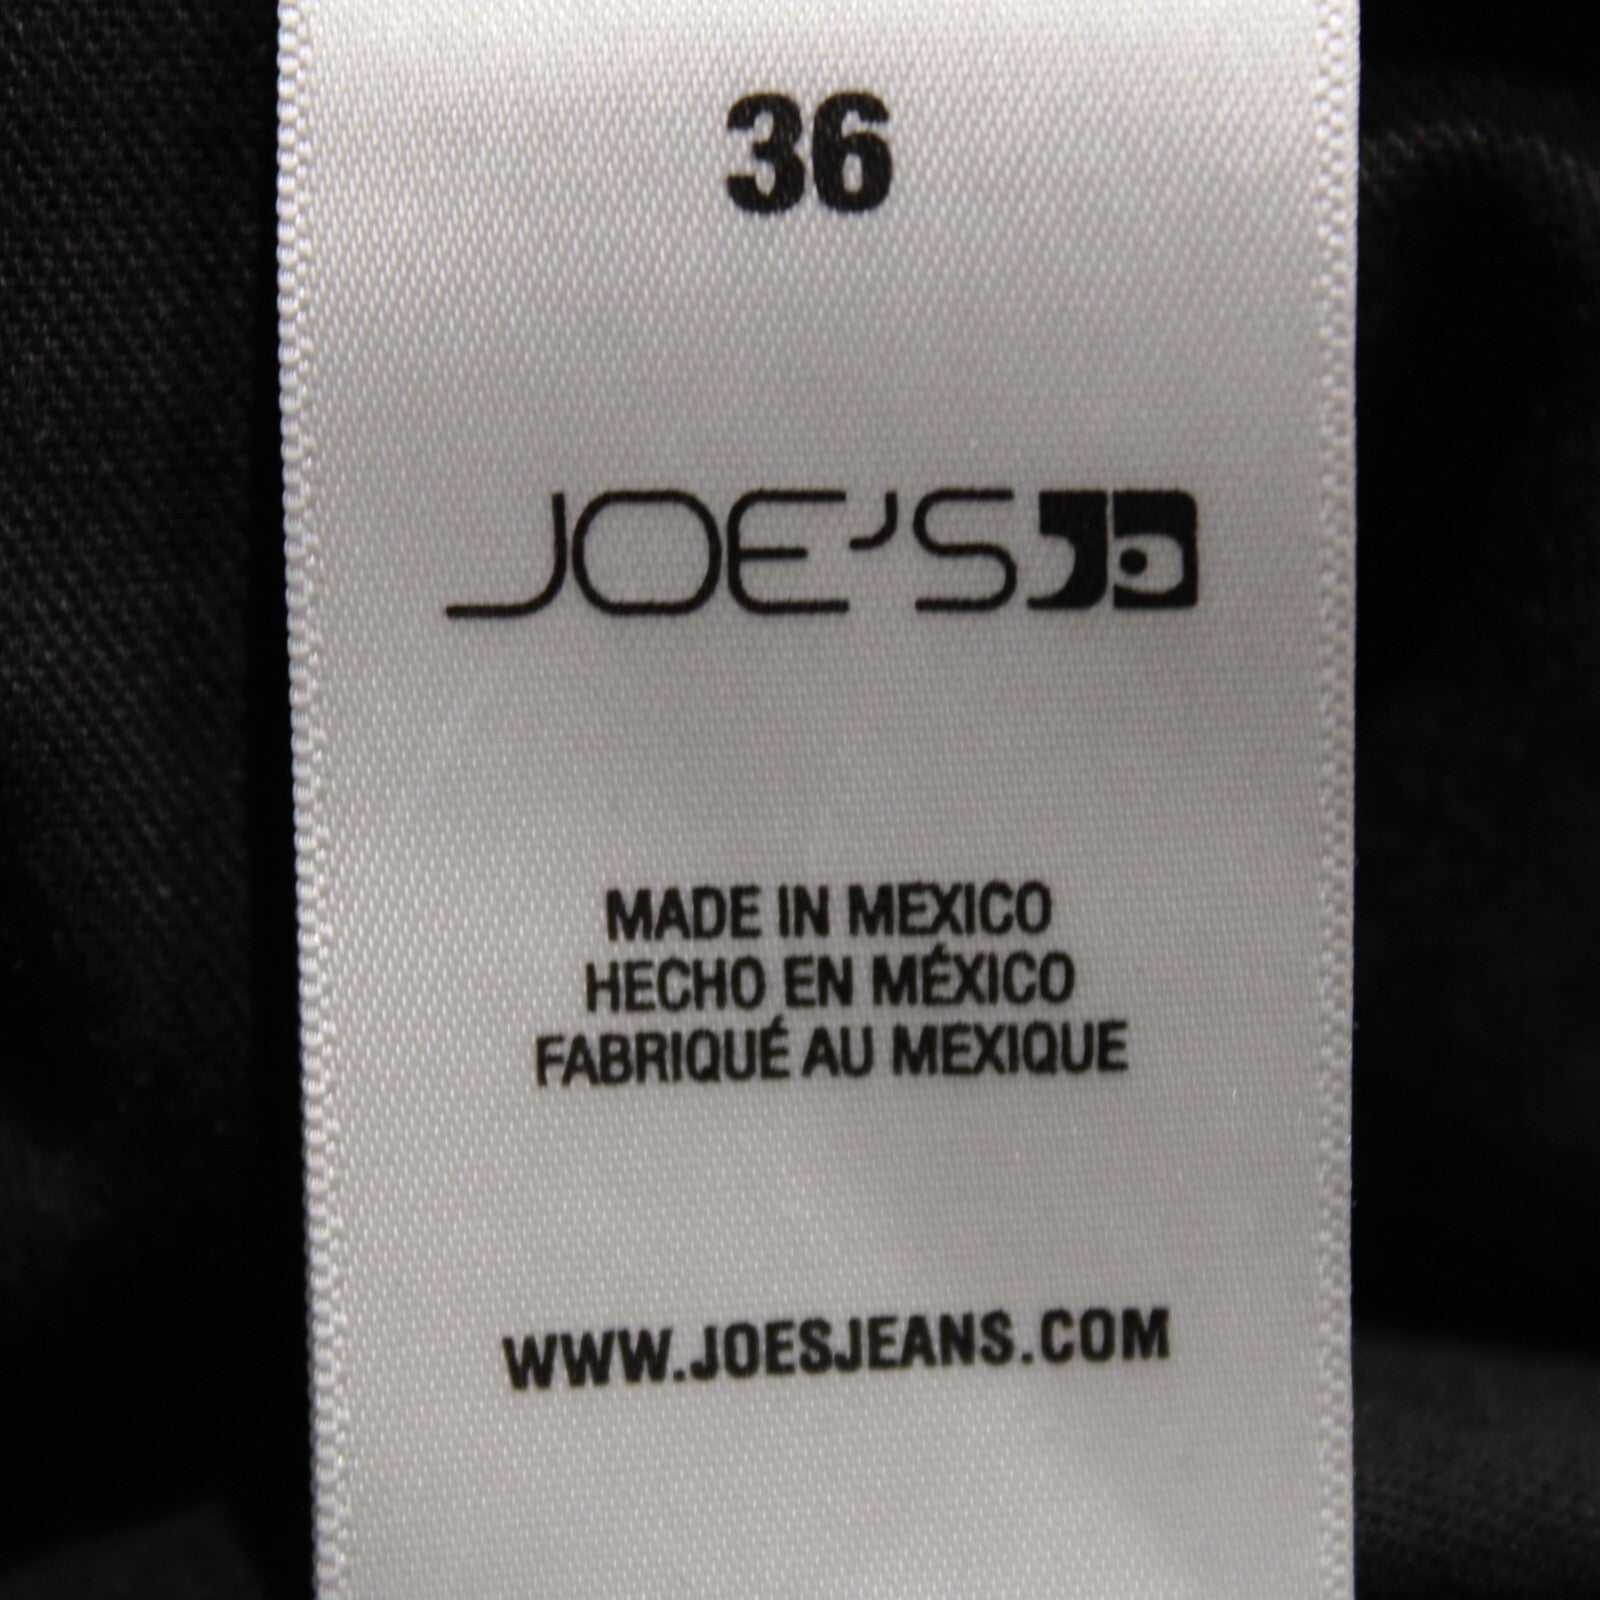 36
JOE'S
MADE IN MEXICO
HECHO EN MÉXICO
FABRIQUÉ AU MEXIQUE
WWW.JOESJEANS.COM